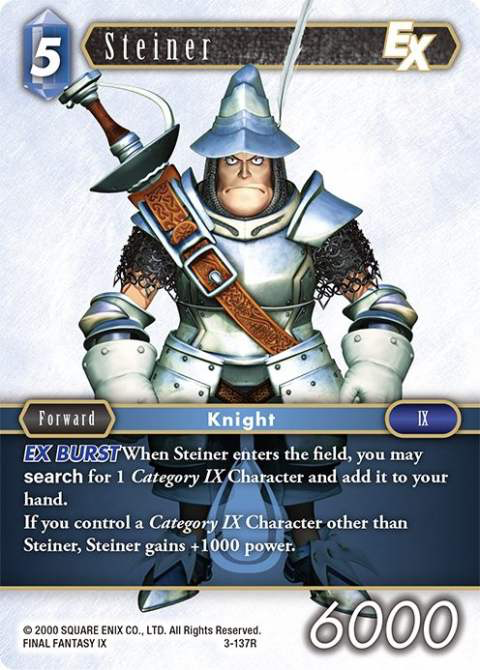 5 Steiner EX
Forward Knight IX
EX BURST When Steiner enters the field, you may
search for 1 Category IX Character and add it to your
hand.
If you control a Category IX Character other than
Steiner, Steiner gains +1000 power.
© 2000 SQUARE ENIX CO., LTD. All Rights Reserved.
FINAL FANTASY IX 3-137R
6000